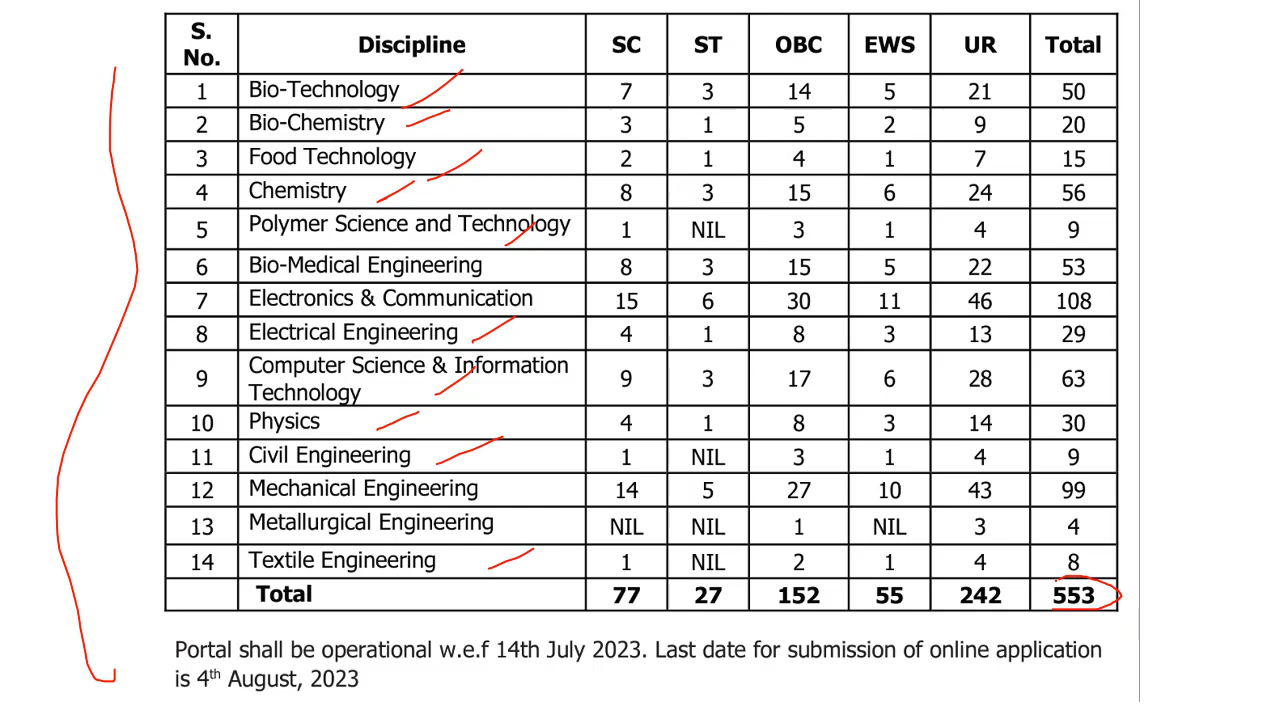 S. No. Discipline SC ST OBC EWS UR Total
1 Bio-Technology 7 3 14 5 21 50
2 Bio-Chemistry 3 1 5 2 9 20
3 Food Technology 2 1 4 1 7 15
4 Chemistry 8 3 15 6 24 56
5 Polymer Science and Technology 1 NIL 3 1 4 9
6 Bio-Medical Engineering 8 3 15 5 22 53
7 Electronics & Communication 15 6 30 11 46 108
8 Electrical Engineering 4 1 8 3 13 29
9 Computer Science & Information Technology 9 3 17 6 28 63
10 Physics 4 1 8 3 14 30
11 Civil Engineering 1 NIL 3 1 4 9
12 Mechanical Engineering 14 5 27 10 43 99
13 Metallurgical Engineering NIL NIL 1 NIL 3 4
14 Textile Engineering 1 NIL 2 1 4 8
Total 77 27 152 55 242 553
Portal shall be operational w.e.f 14th July 2023. Last date for submission of online application
is 4th August, 2023